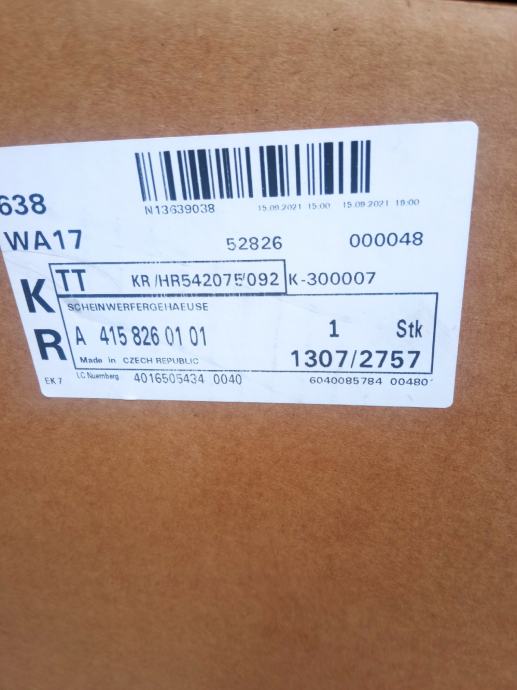 638
N13639038 15.09.2021 15:00 15.09.2021 18:00
WA17 52826 000048
TT KR/HR542075/092 K-300007
K
SCHEINWERFERGEHAEUSE
A 415 826 01 01 1 Stk
R
Made in CZECH REPUBLIC 1307/2757
EK 7 LC Nuernberg 4016505434 0040 6040085784 00480